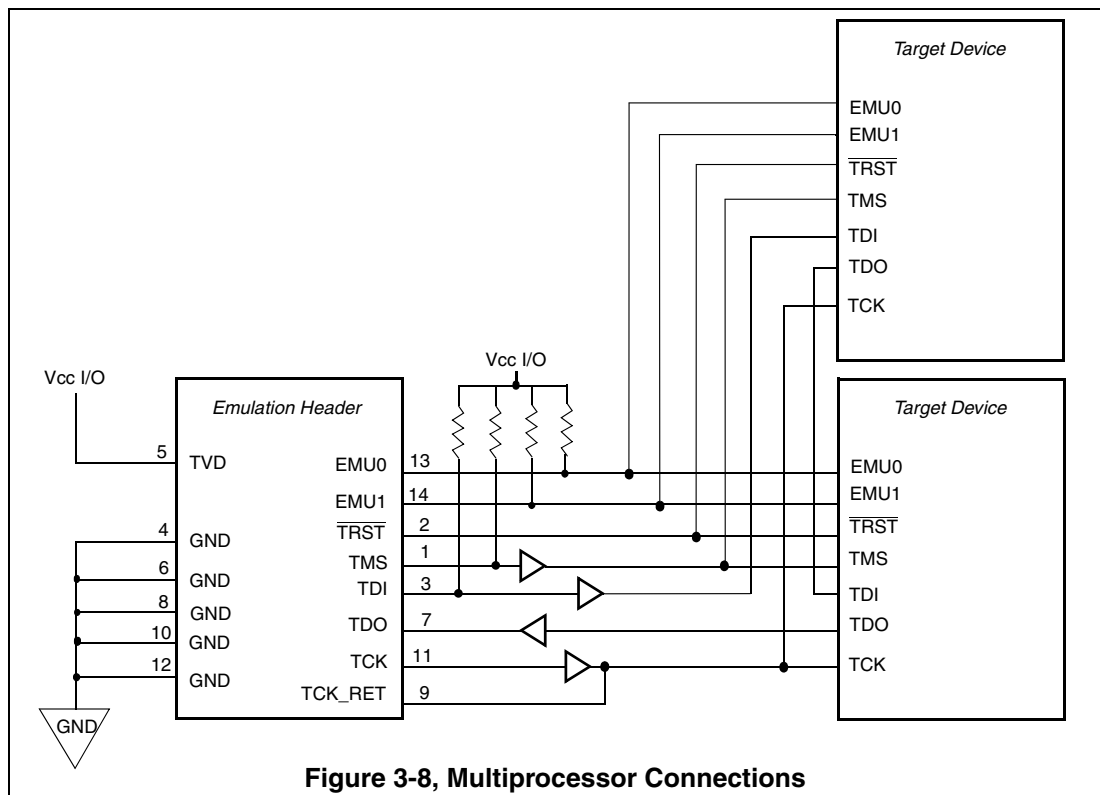 Target Device
EMU0
EMU1
TRST
TMS
TDI
TDO
TCK
Vcc I/O
Vcc I/O
Emulation Header
5 TVD
4 GND
6 GND
8 GND
10 GND
12 GND
GND
EMU0 13
EMU1 14
TRST 2
TMS 1
TDI 3
TDO 7
TCK 11
TCK_RET 9
Target Device
EMU0
EMU1
TRST
TMS
TDI
TDO
TCK
Figure 3-8, Multiprocessor Connections